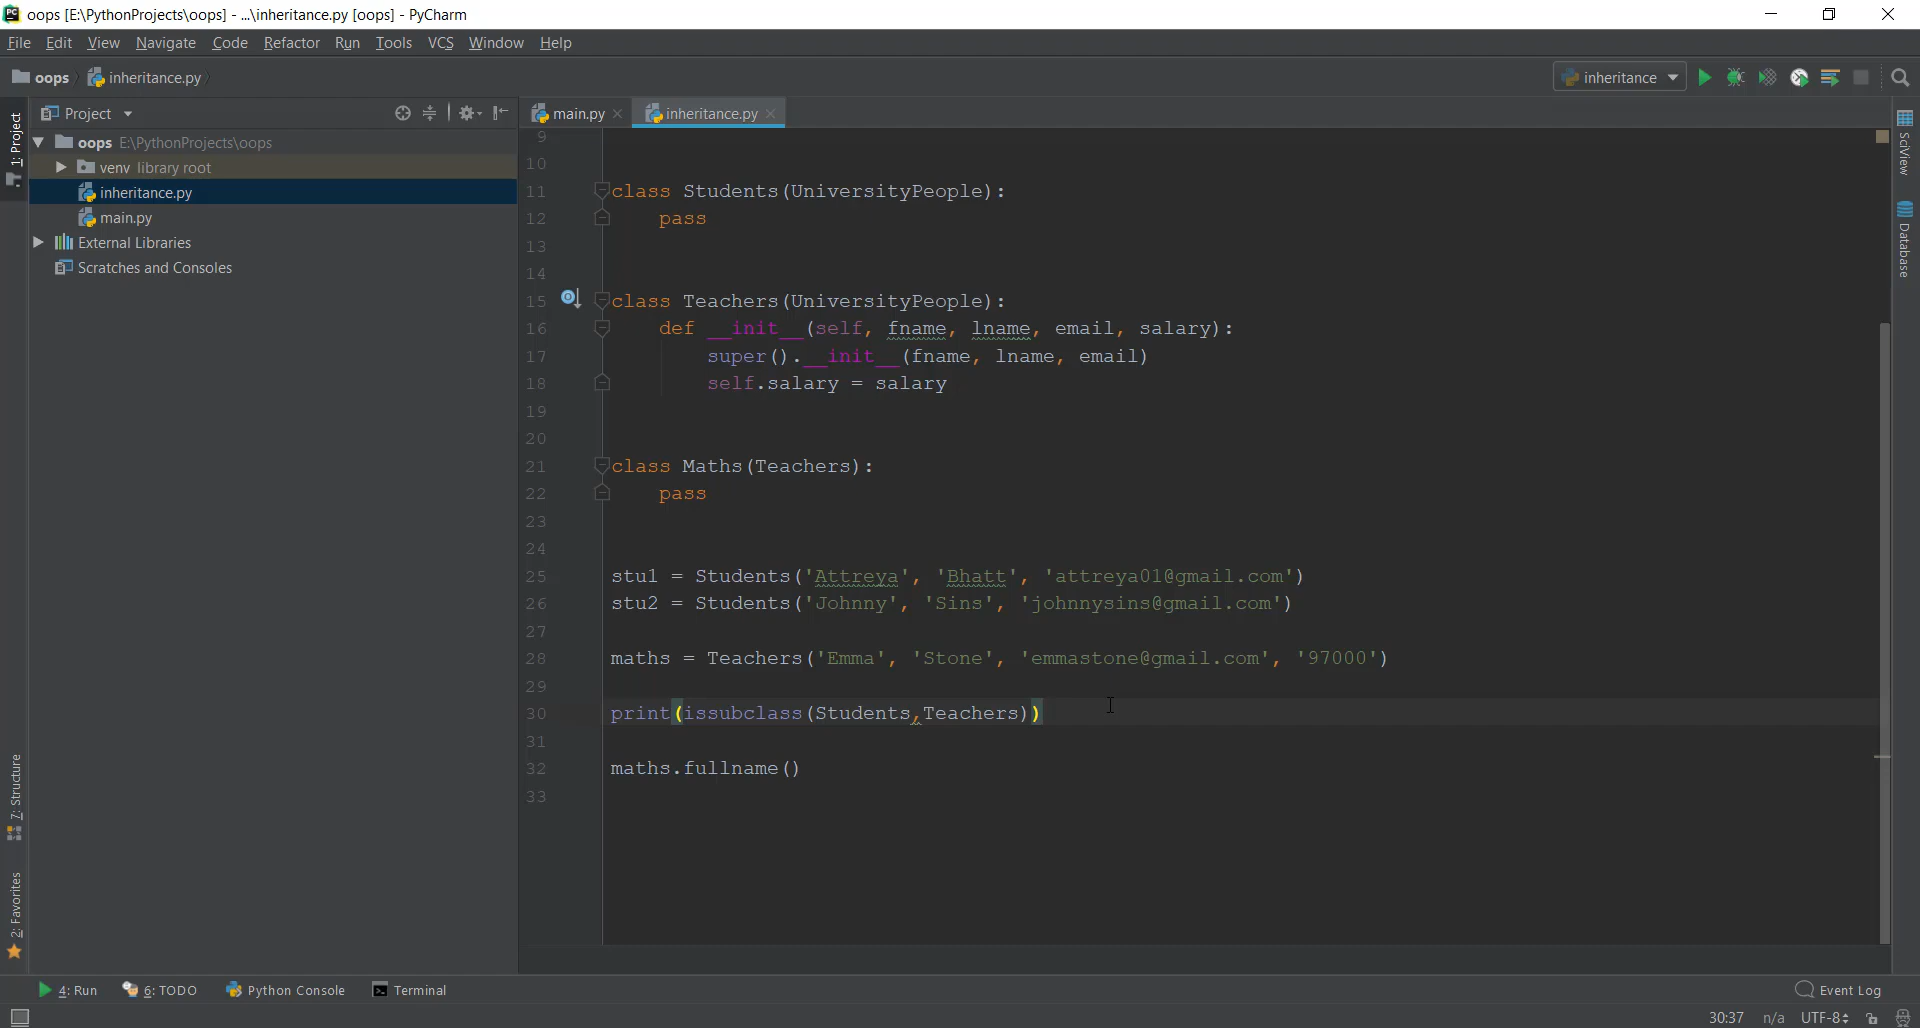 oops [E:\PythonProjects\oops] - ...\inheritance.py [oops] - PyCharm
File Edit View Navigate Code Refactor Run Tools VCS Window Help
oops inheritance.py inheritance
1: Project
Project
main.py inheritance.py
oops E:\PythonProjects\oops
venv library root
inheritance.py
main.py
External Libraries
Scratches and Consoles
9
10
11 class Students(UniversityPeople):
12 pass
13
14
15 class Teachers(UniversityPeople):
16 def __init__(self, fname, lname, email, salary):
17 super().__init__(fname, lname, email)
18 self.salary = salary
19
20
21 class Maths(Teachers):
22 pass
23
24
25 stu1 = Students('Attreya', 'Bhatt', 'attreya01@gmail.com')
26 stu2 = Students('Johnny', 'Sins', 'johnnysins@gmail.com')
27
28 maths = Teachers('Emma', 'Stone', 'emmastone@gmail.com', '97000')
29
30 print(issubclass(Students,Teachers))
31
32 maths.fullname()
33
SciView
Database
7: Structure
2: Favorites
4: Run 6: TODO Python Console Terminal Event Log
30:37 n/a UTF-8